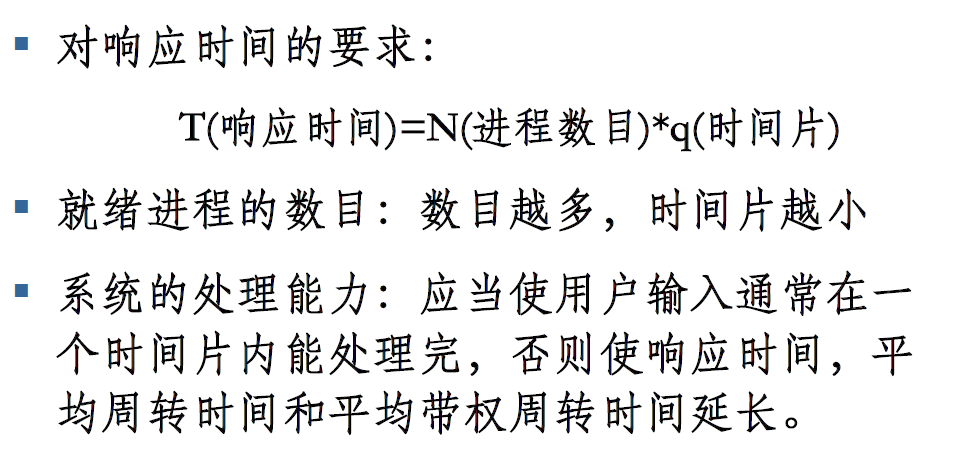 ▪ 对响应时间的要求：
T(响应时间)=N(进程数目)*q(时间片)
▪ 就绪进程的数目：数目越多，时间片越小
▪ 系统的处理能力：应当使用户输入通常在一
个时间片内能处理完，否则使响应时间，平
均周转时间和平均带权周转时间延长。